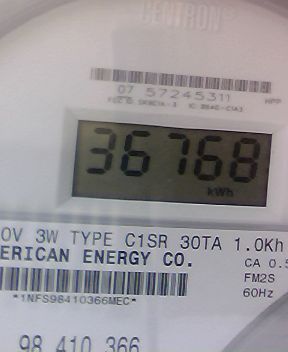 CENTRON
07 57245311
36768
kWh
0V 3W TYPE C1SR 30TA 1.0Kh
ERICAN ENERGY CO.
CA 0.5
FM2S
*1NFS98410366MEC*
60Hz
98 410 366